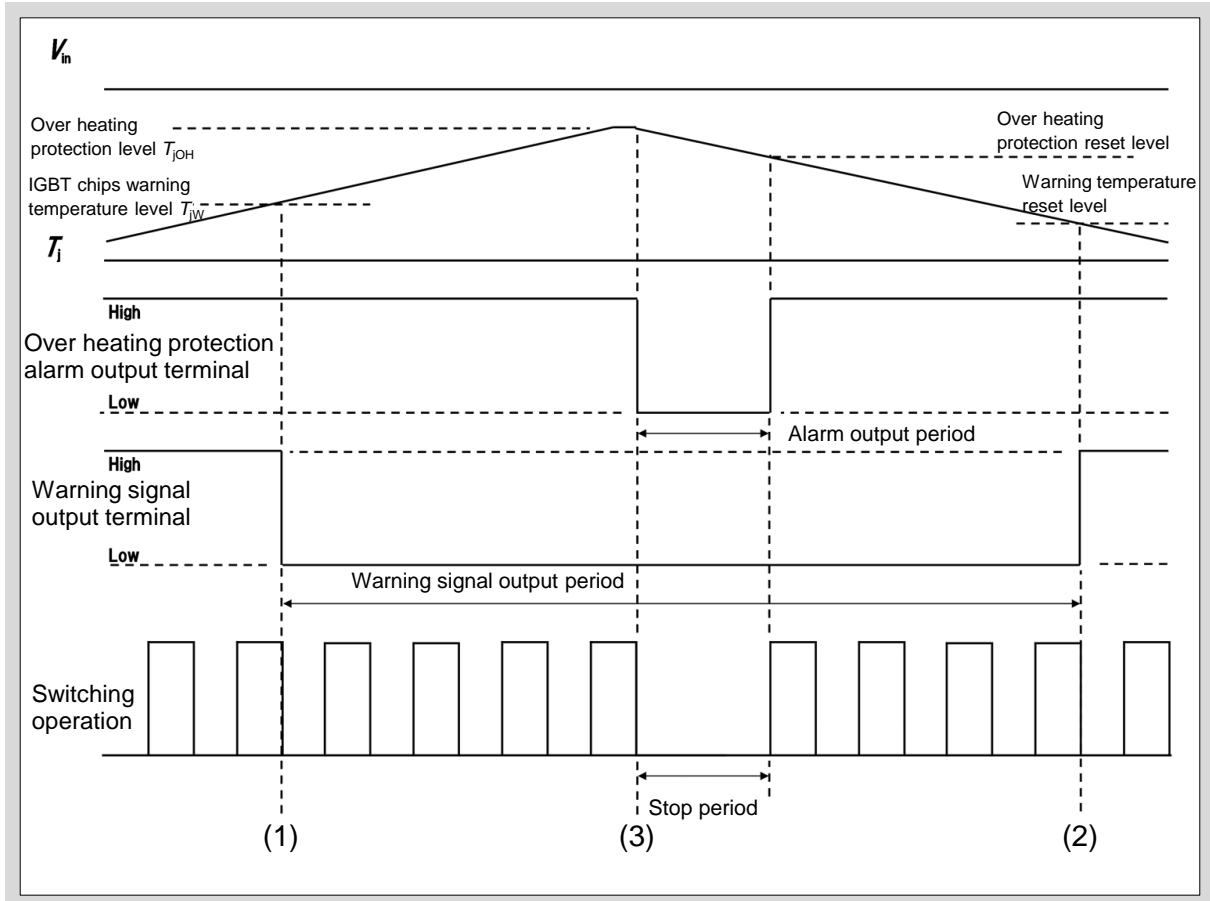 Vin
Over heating
protection level TjOH
Over heating
protection reset level
IGBT chips warning
temperature level TjW
Warning temperature
reset level
Tj
High
Over heating protection
alarm output terminal
Low
Alarm output period
High
Warning signal
output terminal
Low
Warning signal output period
Switching
operation
Stop period
(1)
(3)
(2)